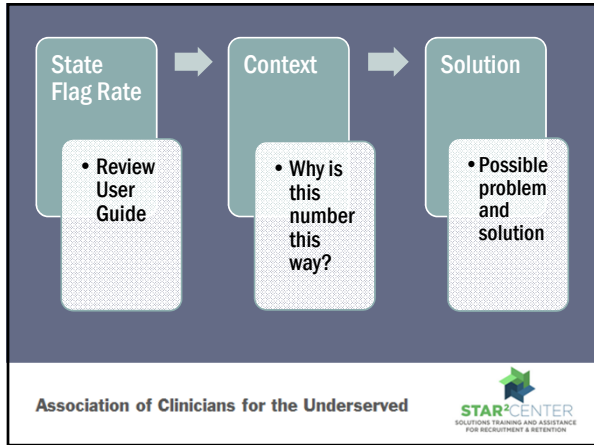 State
Flag Rate
• Review
User
Guide
Context
• Why is
this
number
this
way?
Solution
• Possible
problem
and
solution
Association of Clinicians for the Underserved
STAR²CENTER
SOLUTIONS TRAINING AND ASSISTANCE
FOR RECRUITMENT & RETENTION